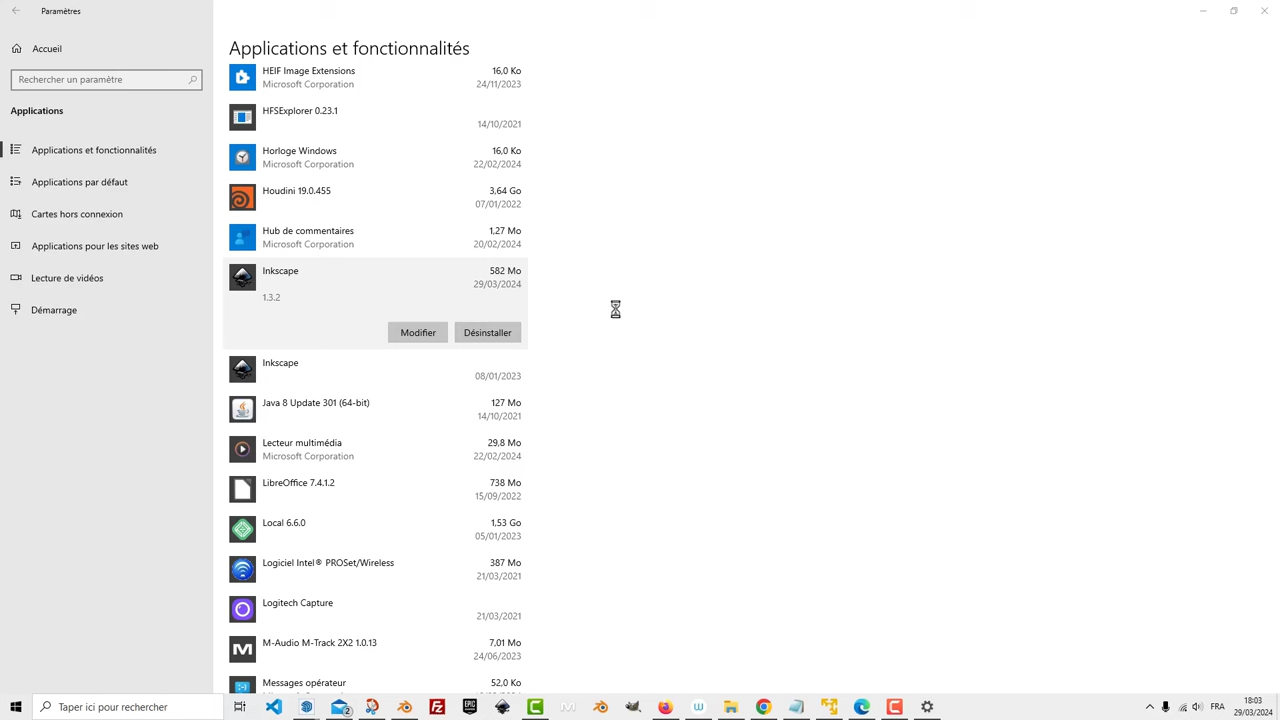 Paramètres
Accueil
Rechercher un paramètre
Applications
Applications et fonctionnalités
Applications par défaut
Cartes hors connexion
Applications pour les sites web
Lecture de vidéos
Démarrage
Applications et fonctionnalités
HEIF Image Extensions 16,0 Ko
Microsoft Corporation 24/11/2023
HFSExplorer 0.23.1
14/10/2021
Horloge Windows 16,0 Ko
Microsoft Corporation 22/02/2024
Houdini 19.0.455 3,64 Go
07/01/2022
Hub de commentaires 1,27 Mo
Microsoft Corporation 20/02/2024
Inkscape 582 Mo
29/03/2024
1.3.2
Modifier Désinstaller
Inkscape
08/01/2023
Java 8 Update 301 (64-bit) 127 Mo
14/10/2021
Lecteur multimédia 29,8 Mo
Microsoft Corporation 22/02/2024
LibreOffice 7.4.1.2 738 Mo
15/09/2022
Local 6.6.0 1,53 Go
05/01/2023
Logiciel Intel® PROSet/Wireless 387 Mo
21/03/2021
Logitech Capture
21/03/2021
M-Audio M-Track 2X2 1.0.13 7,01 Mo
24/06/2023
Messages opérateur 52,0 Ko
Taper ici pour rechercher
EPIC
2
FRA
18:03
29/03/2024